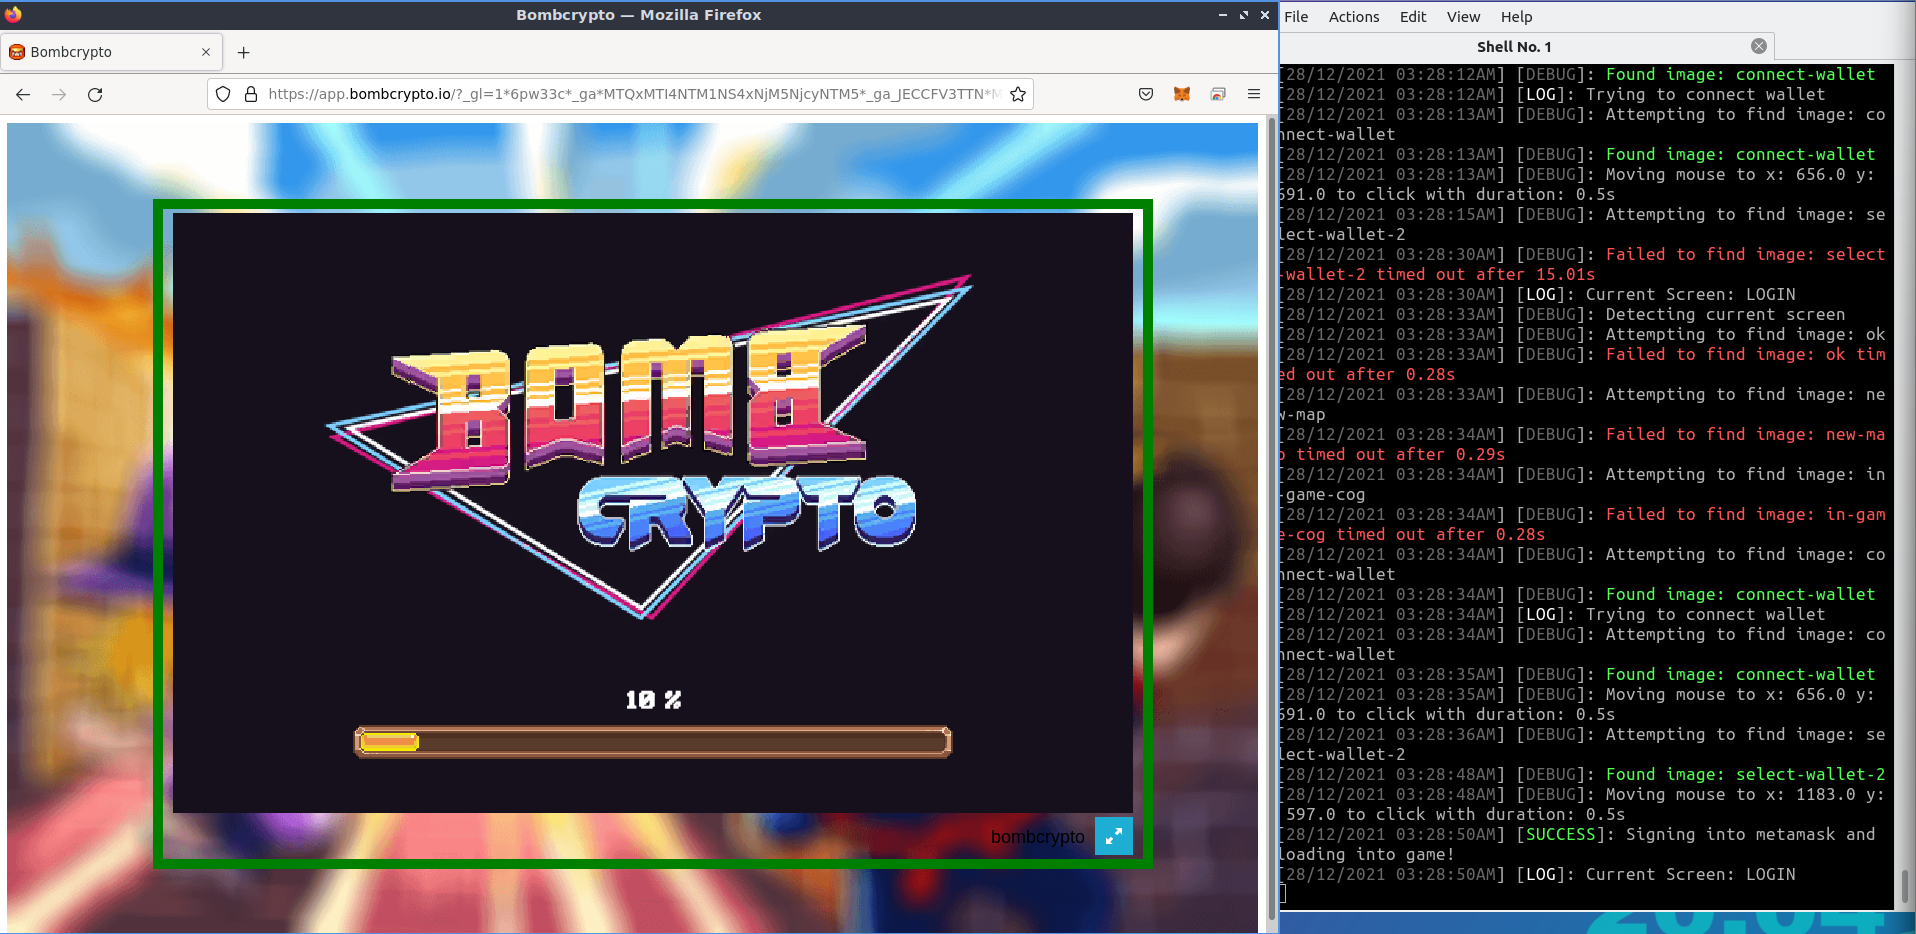 Bombcrypto — Mozilla Firefox
Bombcrypto
https://app.bombcrypto.io/?_gl=1*6pw33c*_ga*MTQxMTI4NTM1NS4xNjM5NjcyNTM5*_ga_JECCFV3TTN*M
BOMB
CRYPTO
10 %
bombcrypto
File Actions Edit View Help
Shell No. 1
[28/12/2021 03:28:12AM] [DEBUG]: Found image: connect-wallet
[28/12/2021 03:28:12AM] [LOG]: Trying to connect wallet
[28/12/2021 03:28:13AM] [DEBUG]: Attempting to find image: co
nnect-wallet
[28/12/2021 03:28:13AM] [DEBUG]: Found image: connect-wallet
[28/12/2021 03:28:13AM] [DEBUG]: Moving mouse to x: 656.0 y:
691.0 to click with duration: 0.5s
[28/12/2021 03:28:15AM] [DEBUG]: Attempting to find image: se
lect-wallet-2
[28/12/2021 03:28:30AM] [DEBUG]: Failed to find image: select
-wallet-2 timed out after 15.01s
[28/12/2021 03:28:30AM] [LOG]: Current Screen: LOGIN
[28/12/2021 03:28:33AM] [DEBUG]: Detecting current screen
[28/12/2021 03:28:33AM] [DEBUG]: Attempting to find image: ok
[28/12/2021 03:28:33AM] [DEBUG]: Failed to find image: ok tim
ed out after 0.28s
[28/12/2021 03:28:33AM] [DEBUG]: Attempting to find image: ne
w-map
[28/12/2021 03:28:34AM] [DEBUG]: Failed to find image: new-ma
p timed out after 0.29s
[28/12/2021 03:28:34AM] [DEBUG]: Attempting to find image: in
-game-cog
[28/12/2021 03:28:34AM] [DEBUG]: Failed to find image: in-gam
e-cog timed out after 0.28s
[28/12/2021 03:28:34AM] [DEBUG]: Attempting to find image: co
nnect-wallet
[28/12/2021 03:28:34AM] [DEBUG]: Found image: connect-wallet
[28/12/2021 03:28:34AM] [LOG]: Trying to connect wallet
[28/12/2021 03:28:34AM] [DEBUG]: Attempting to find image: co
nnect-wallet
[28/12/2021 03:28:35AM] [DEBUG]: Found image: connect-wallet
[28/12/2021 03:28:35AM] [DEBUG]: Moving mouse to x: 656.0 y:
691.0 to click with duration: 0.5s
[28/12/2021 03:28:36AM] [DEBUG]: Attempting to find image: se
lect-wallet-2
[28/12/2021 03:28:48AM] [DEBUG]: Found image: select-wallet-2
[28/12/2021 03:28:48AM] [DEBUG]: Moving mouse to x: 1183.0 y:
597.0 to click with duration: 0.5s
[28/12/2021 03:28:50AM] [SUCCESS]: Signing into metamask and
loading into game!
[28/12/2021 03:28:50AM] [LOG]: Current Screen: LOGIN
20.04